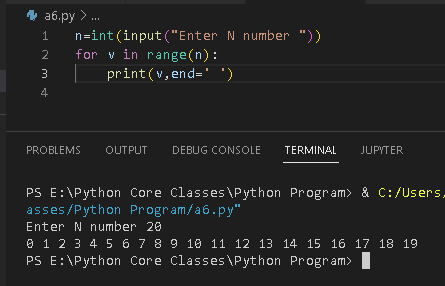 a6.py > ...
1 n=int(input("Enter N number "))
2 for v in range(n):
3     print(v,end=' ')
4
PROBLEMS OUTPUT DEBUG CONSOLE TERMINAL JUPYTER
PS E:\Python Core Classes\Python Program> & C:/Users/
asses/Python Program/a6.py"
Enter N number 20
0 1 2 3 4 5 6 7 8 9 10 11 12 13 14 15 16 17 18 19
PS E:\Python Core Classes\Python Program>